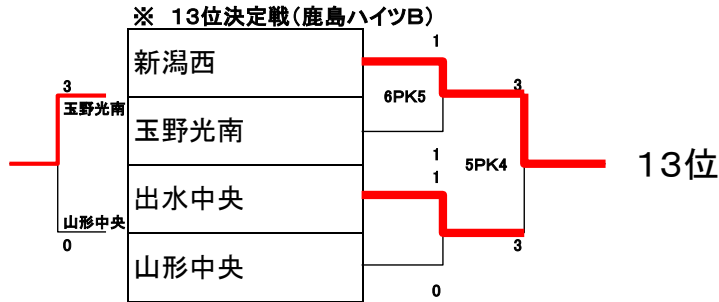 ※ 13位決定戦(鹿島ハイツB)
1
新潟西
3
3
玉野光南
6PK5
玉野光南
1
5PK4
13位
1
出水中央
山形中央
0
3
山形中央
0